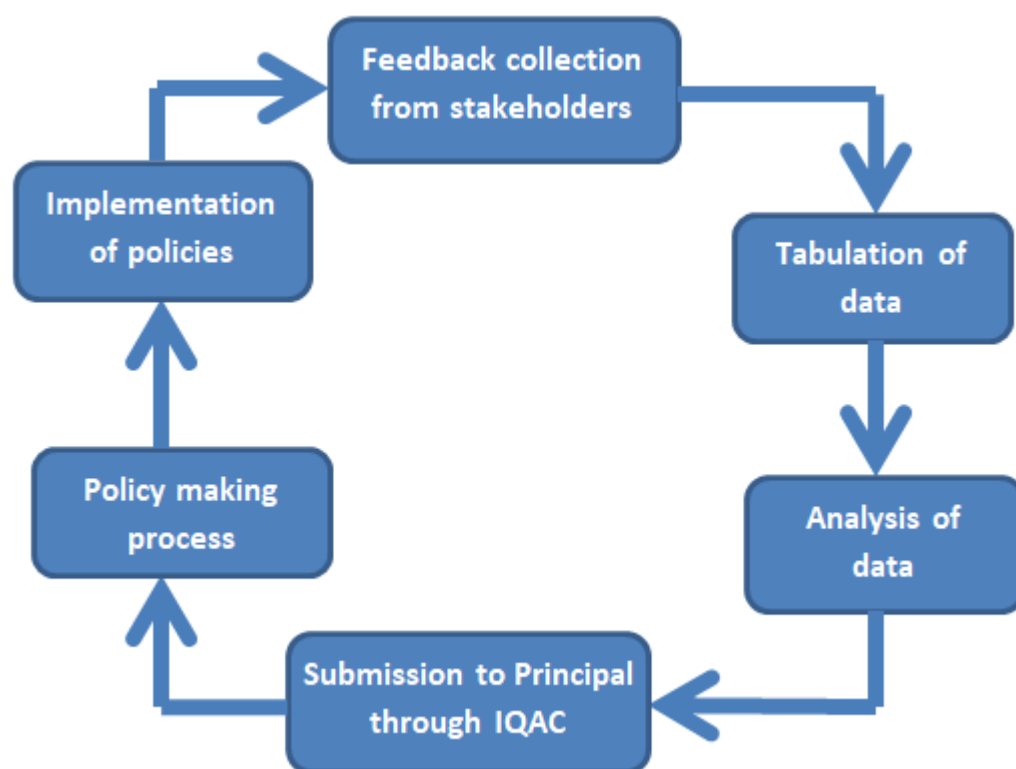 Feedback collection
from stakeholders
Tabulation of
data
Analysis of
data
Submission to Principal
through IQAC
Policy making
process
Implementation
of policies